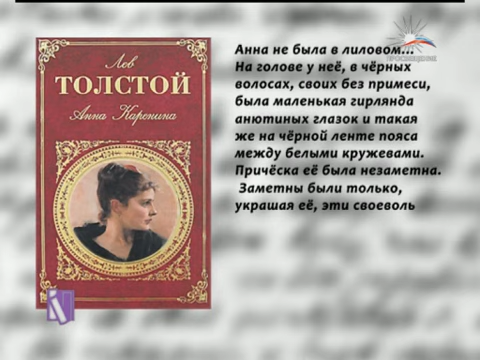 Лев
ТОЛСТОЙ
Анна Каренина
Анна не была в лиловом...
На голове у неё, в чёрных
волосах, своих без примеси,
была маленькая гирлянда
анютиных глазок и такая
же на чёрной ленте пояса
между белыми кружевами.
Причёска её была незаметна.
Заметны были только,
украшая её, эти своеволь
ПРОСВЕЩЕНИЕ